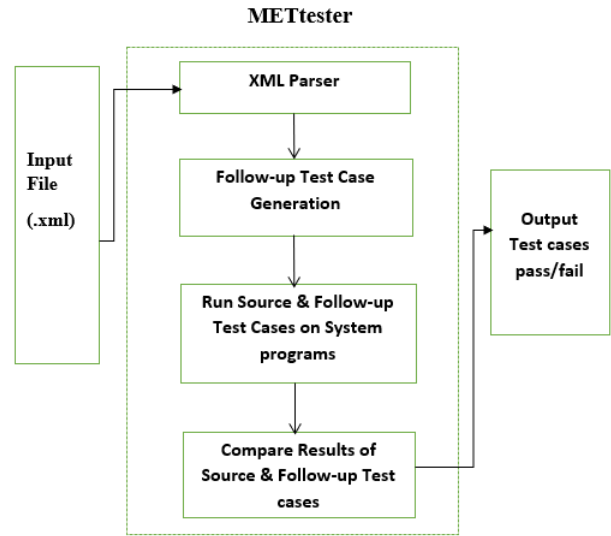 METtester
Input
File
(.xml)
XML Parser
Follow-up Test Case
Generation
Run Source & Follow-up
Test Cases on System
programs
Compare Results of
Source & Follow-up Test
cases
Output
Test cases
pass/fail